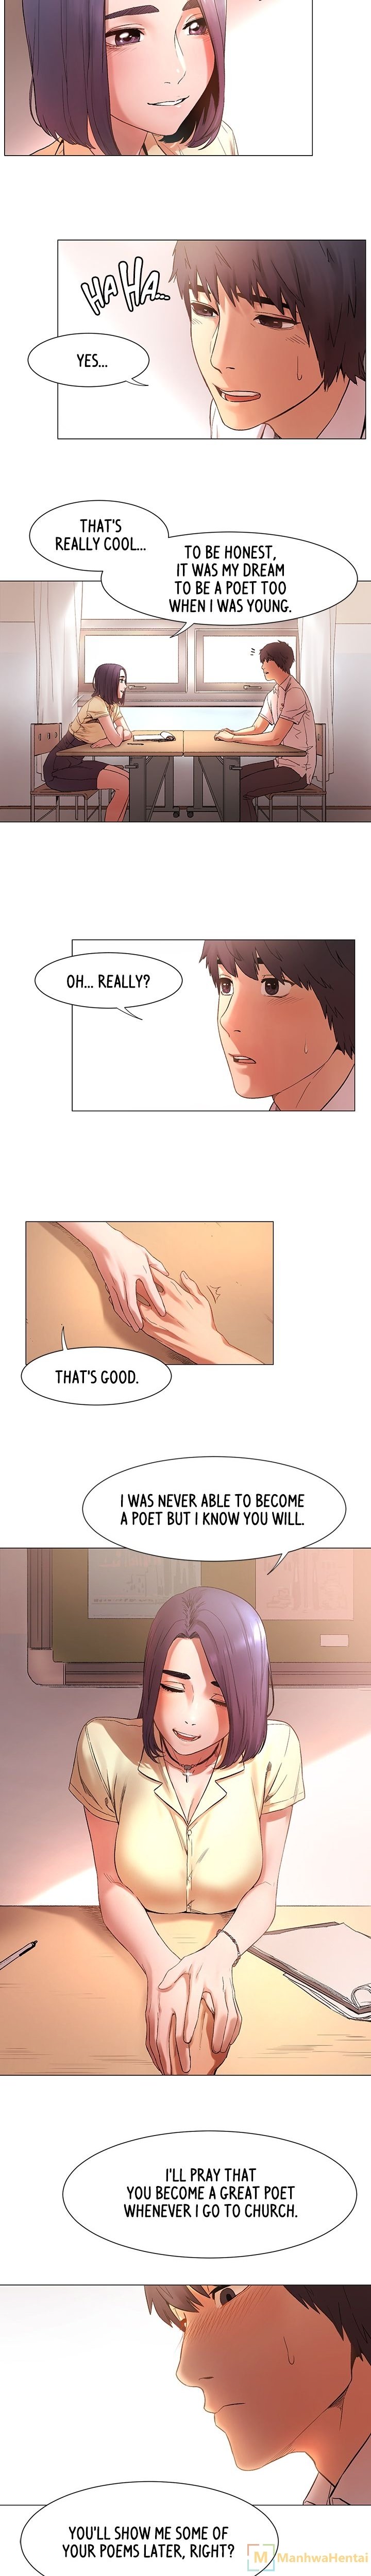 HA HA...
YES...
THAT'S
REALLY COOL...
TO BE HONEST,
IT WAS MY DREAM
TO BE A POET TOO
WHEN I WAS YOUNG.
OH... REALLY?
THAT'S GOOD.
I WAS NEVER ABLE TO BECOME
A POET BUT I KNOW YOU WILL.
I'LL PRAY THAT
YOU BECOME A GREAT POET
WHENEVER I GO TO CHURCH.
YOU'LL SHOW ME SOME OF
YOUR POEMS LATER, RIGHT?
M ManhwaHentai